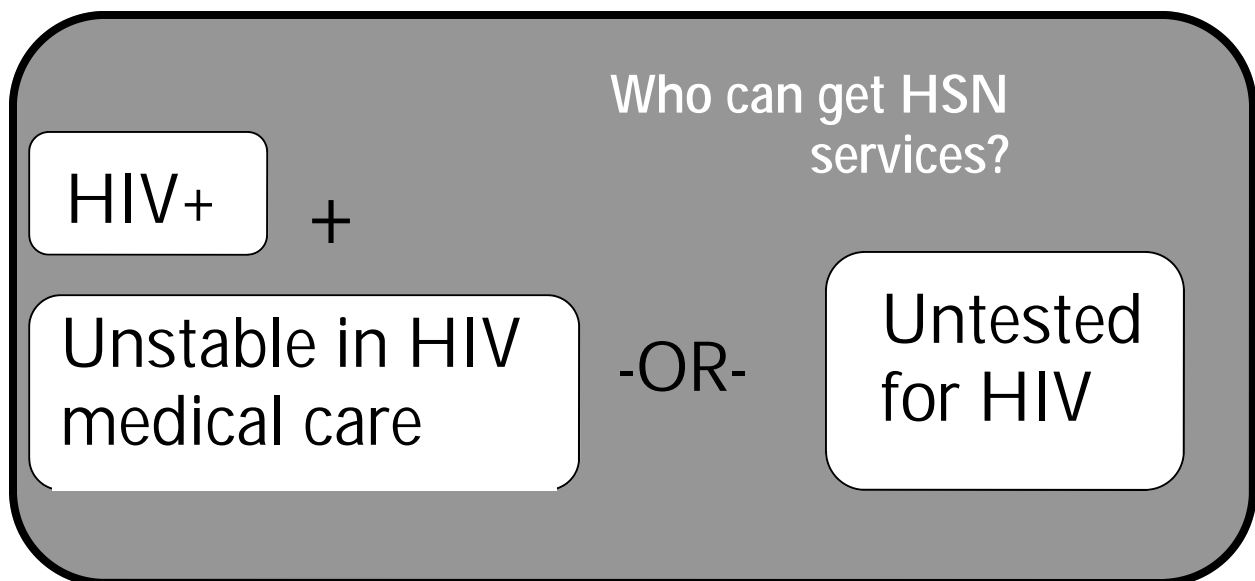 Who can get HSN
services?
HIV+
+
Unstable in HIV
medical care
-OR-
Untested
for HIV